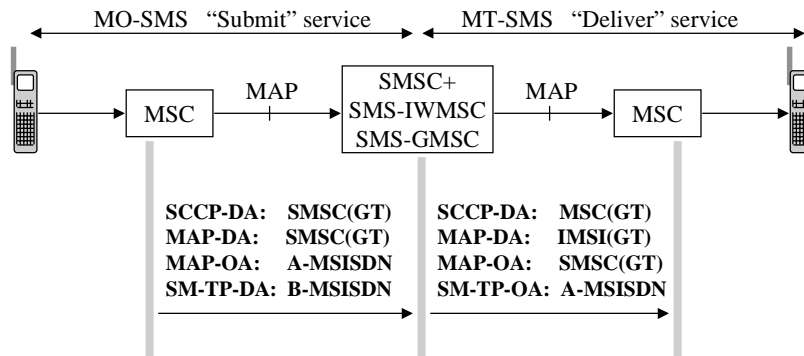 MO-SMS “Submit” service
MT-SMS “Deliver” service
MSC
MAP
SMSC+
SMS-IWMSC
SMS-GMSC
MAP
MSC
SCCP-DA: SMSC(GT)
MAP-DA: SMSC(GT)
MAP-OA: A-MSISDN
SM-TP-DA: B-MSISDN
SCCP-DA: MSC(GT)
MAP-DA: IMSI(GT)
MAP-OA: SMSC(GT)
SM-TP-OA: A-MSISDN